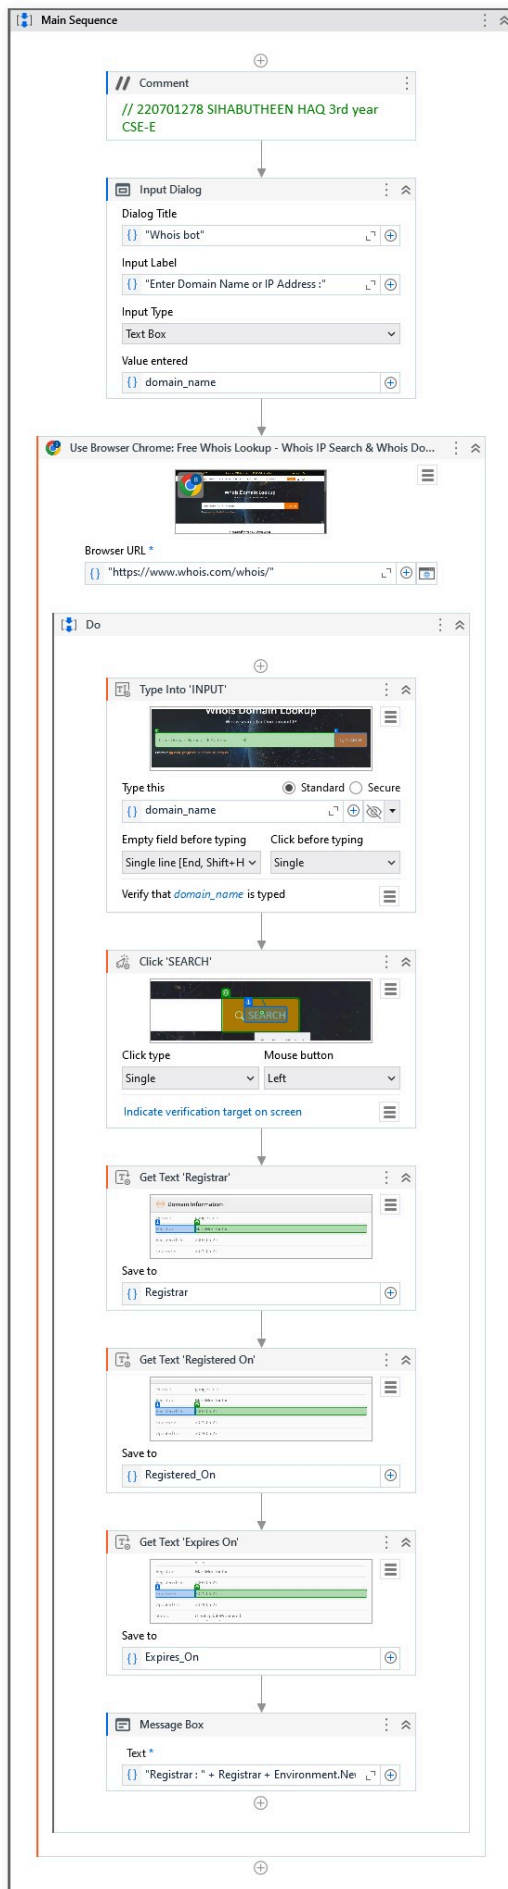 Main Sequence
Comment
// 220701278 SIHABUTHEEN HAQ 3rd year
CSE-E
Input Dialog
Dialog Title
"Whois bot"
Input Label
"Enter Domain Name or IP Address :"
Input Type
Text Box
Value entered
domain_name
Use Browser Chrome: Free Whois Lookup - Whois IP Search & Whois Do...
Whois Domain Lookup
Browser URL *
"https://www.whois.com/whois/"
Do
Type Into 'INPUT'
Whois Domain Lookup
Type this
Standard
Secure
domain_name
Empty field before typing Click before typing
Single line [End, Shift+H Single
Verify that domain_name is typed
Click 'SEARCH'
SEARCH
Click type Mouse button
Single Left
Indicate verification target on screen
Get Text 'Registrar'
Domain Information
Save to
Registrar
Get Text 'Registered On'
Save to
Registered_On
Get Text 'Expires On'
Save to
Expires_On
Message Box
Text *
"Registrar : " + Registrar + Environment.Ne